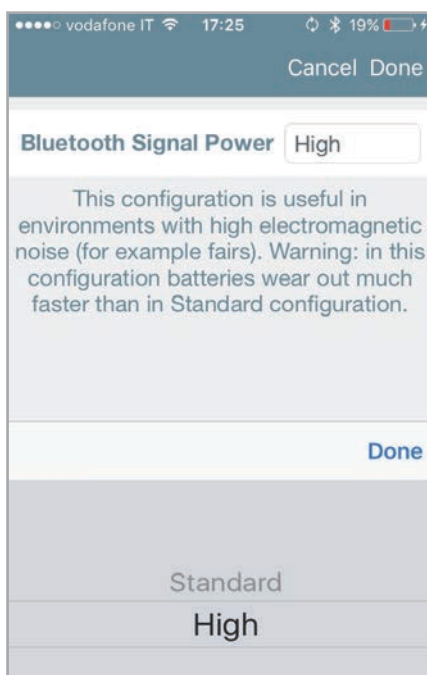 vodafone IT 17:25 19%
Cancel Done
Bluetooth Signal Power High
This configuration is useful in
environments with high electromagnetic
noise (for example fairs). Warning: in this
configuration batteries wear out much
faster than in Standard configuration.
Done
Standard
High